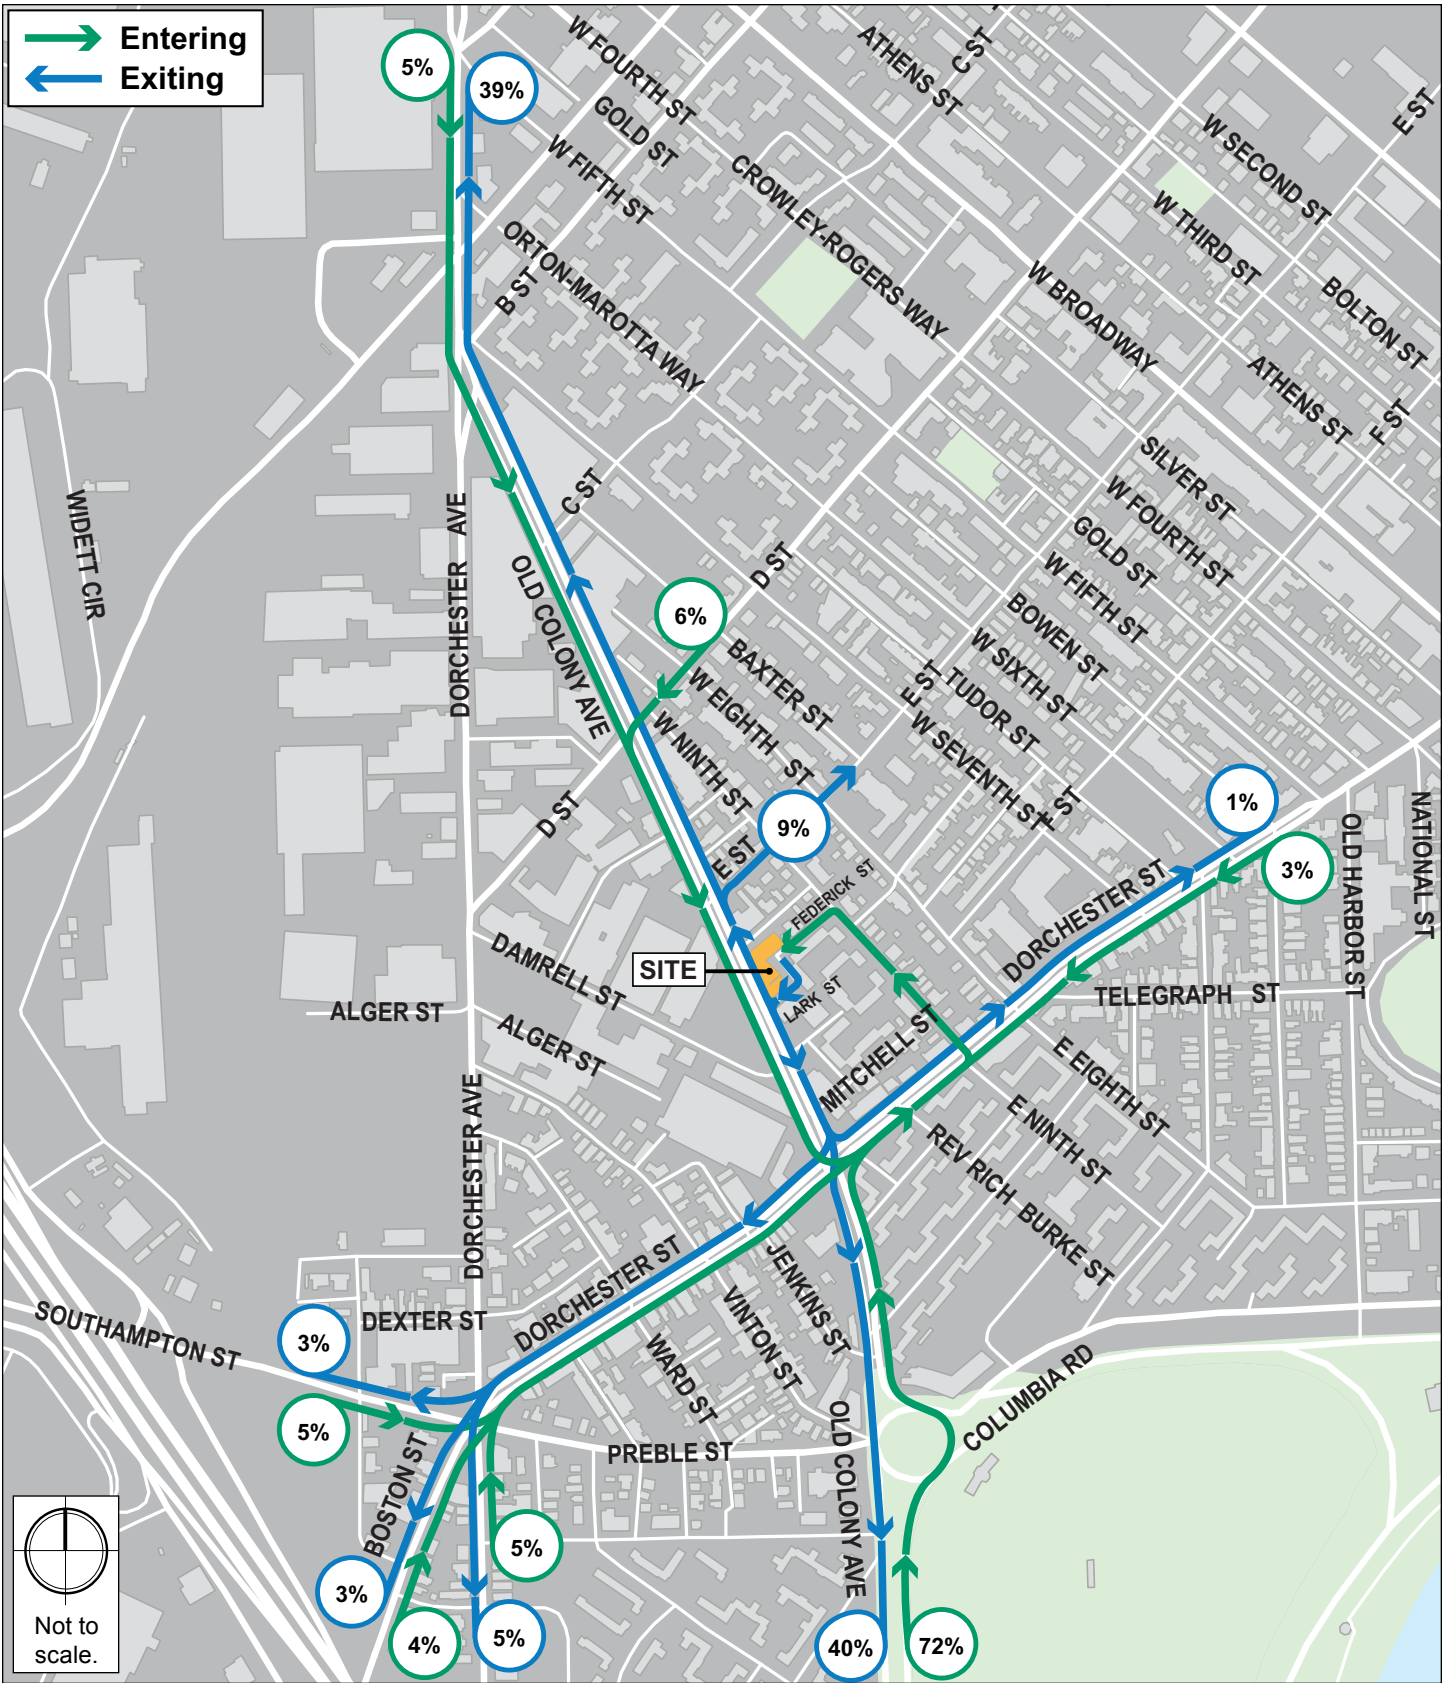 Entering
Exiting
5%
39%
W FOURTH ST
GOLD ST
W FIFTH ST
ATHENS ST
C ST
E ST
W SECOND ST
W THIRD ST
CROWLEY-ROGERS WAY
ORTON-MAROTTA WAY
B ST
W BROADWAY
BOLTON ST
ATHENS ST
F ST
SILVER ST
W FOURTH ST
GOLD ST
W FIFTH ST
BOWEN ST
W SIXTH ST
TUDOR ST
W SEVENTH ST
E ST
F ST
C ST
D ST
WIDETT CIR
DORCHESTER AVE
OLD COLONY AVE
6%
BAXTER ST
W EIGHTH ST
W NINTH ST
D ST
E ST
9%
1%
3%
OLD HARBOR ST
NATIONAL ST
FEDERICK ST
DORCHESTER ST
SITE
LARK ST
TELEGRAPH ST
DAMRELL ST
ALGER ST
ALGER ST
MITCHELL ST
E EIGHTH ST
E NINTH ST
REV RICH BURKE ST
DORCHESTER AVE
DORCHESTER ST
JENKINS ST
VINTON ST
WARD ST
DEXTER ST
SOUTHAMPTON ST
3%
5%
COLUMBIA RD
PREBLE ST
OLD COLONY AVE
BOSTON ST
5%
3%
4%
5%
40%
72%
Not to
scale.